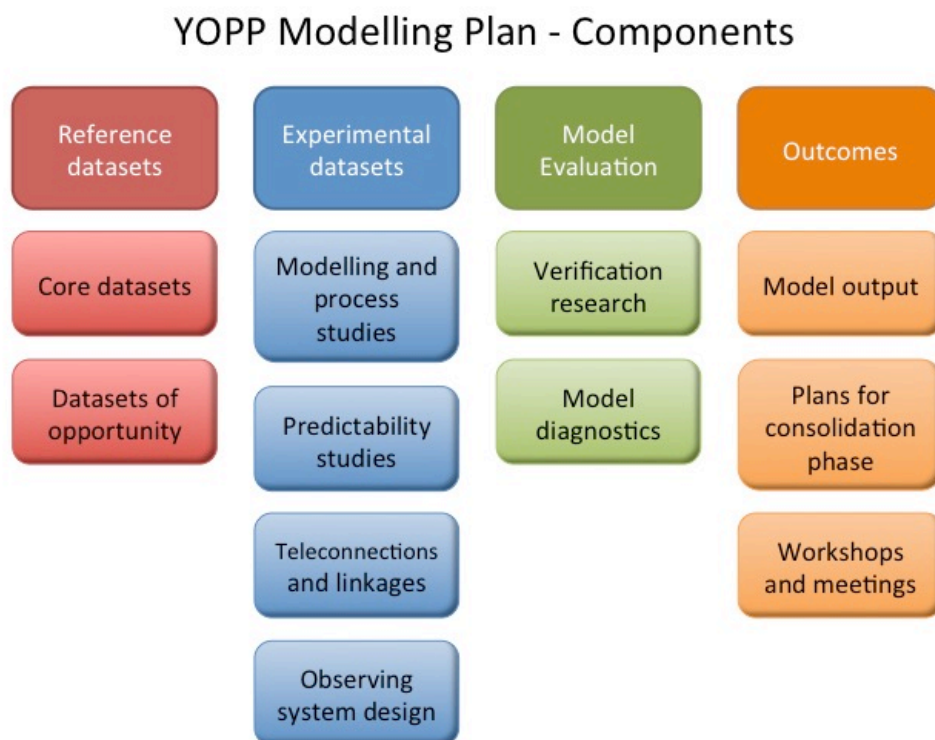 YOPP Modelling Plan - Components
Reference
datasets
Core datasets
Datasets of
opportunity
Experimental
datasets
Modelling and
process
studies
Predictability
studies
Teleconnections
and linkages
Observing
system design
Model
Evaluation
Verification
research
Model
diagnostics
Outcomes
Model output
Plans for
consolidation
phase
Workshops
and meetings